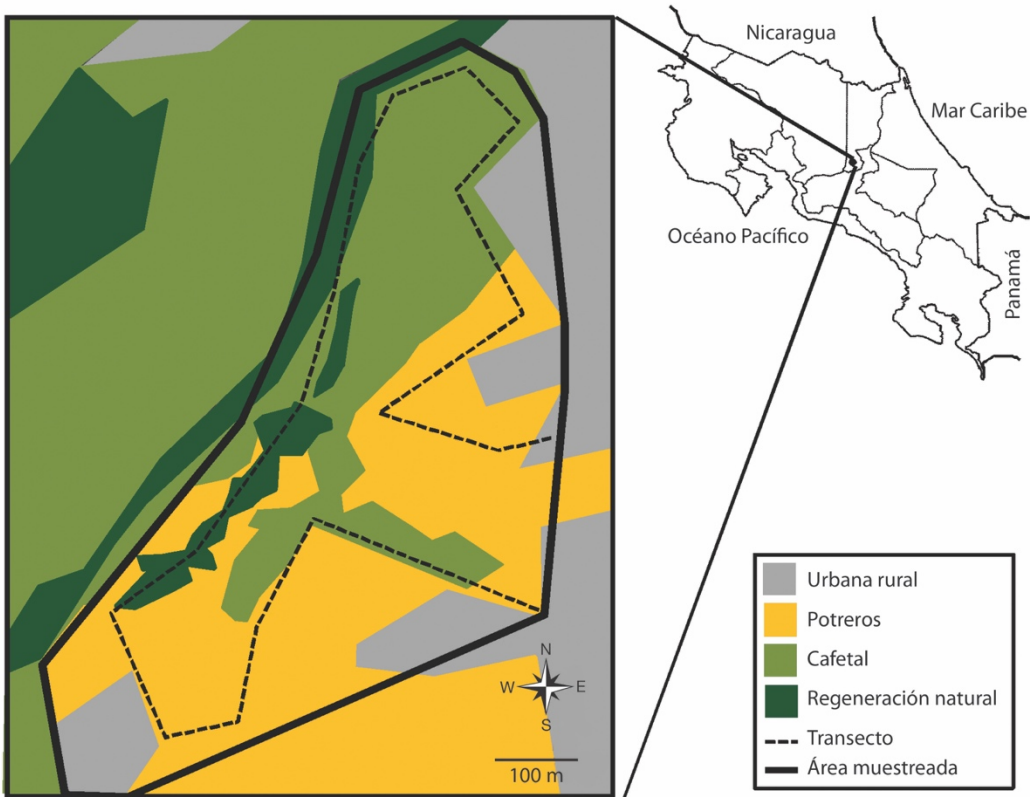 Nicaragua
Mar Caribe
Océano Pacífico
Panamá
N
W E
S
100 m
Urbana rural
Potreros
Cafetal
Regeneración natural
Transecto
Área muestreada